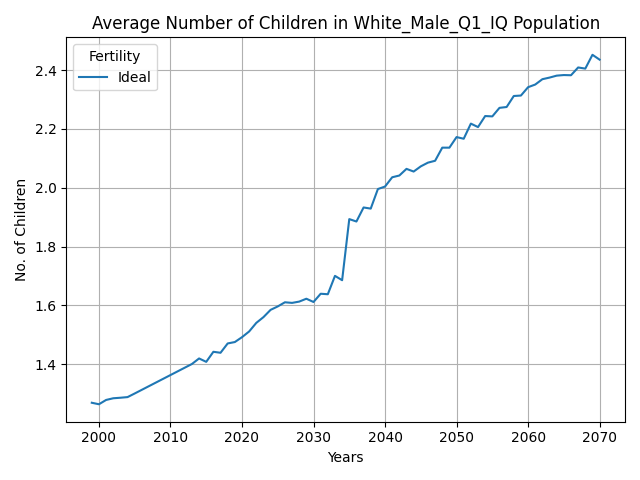 Average Number of Children in White_Male_Q1_IQ Population
Fertility
Ideal
No. of Children
2.4
2.2
2.0
1.8
1.6
1.4
2000 2010 2020 2030 2040 2050 2060 2070
Years